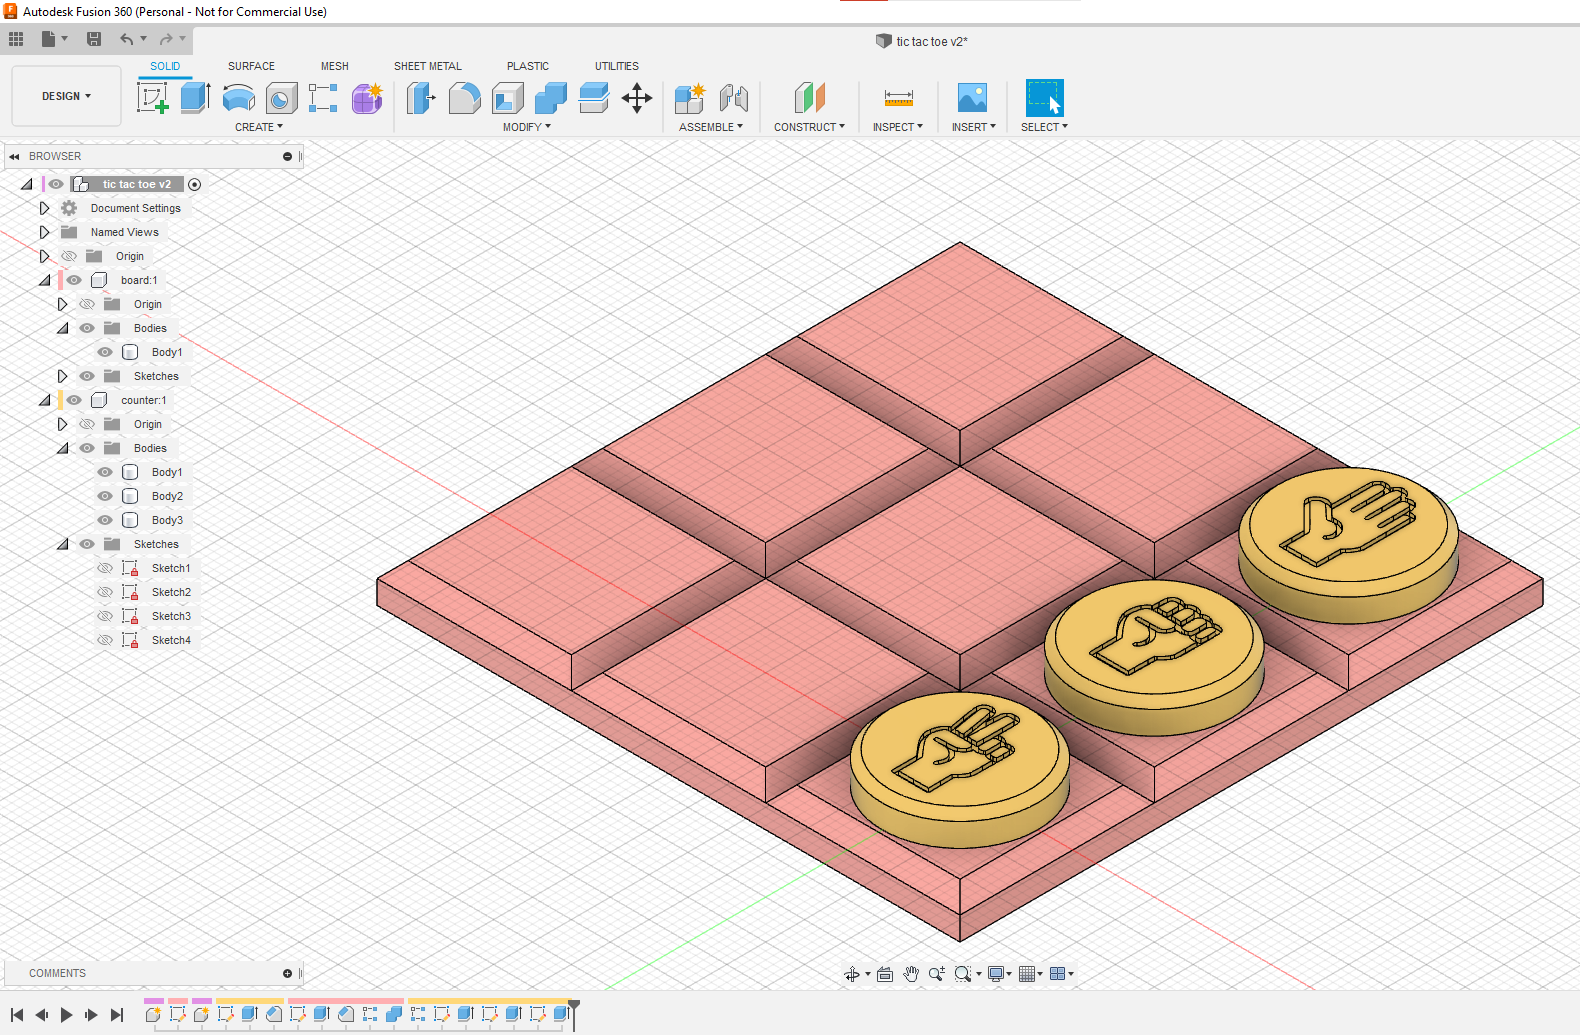 Autodesk Fusion 360 (Personal - Not for Commercial Use)
tic tac toe v2*
DESIGN
SOLID
SURFACE
MESH
SHEET METAL
PLASTIC
UTILITIES
CREATE
MODIFY
ASSEMBLE
CONSTRUCT
INSPECT
INSERT
SELECT
BROWSER
tic tac toe v2
Document Settings
Named Views
Origin
board:1
Origin
Bodies
Body1
Sketches
counter:1
Origin
Bodies
Body1
Body2
Body3
Sketches
Sketch1
Sketch2
Sketch3
Sketch4
COMMENTS